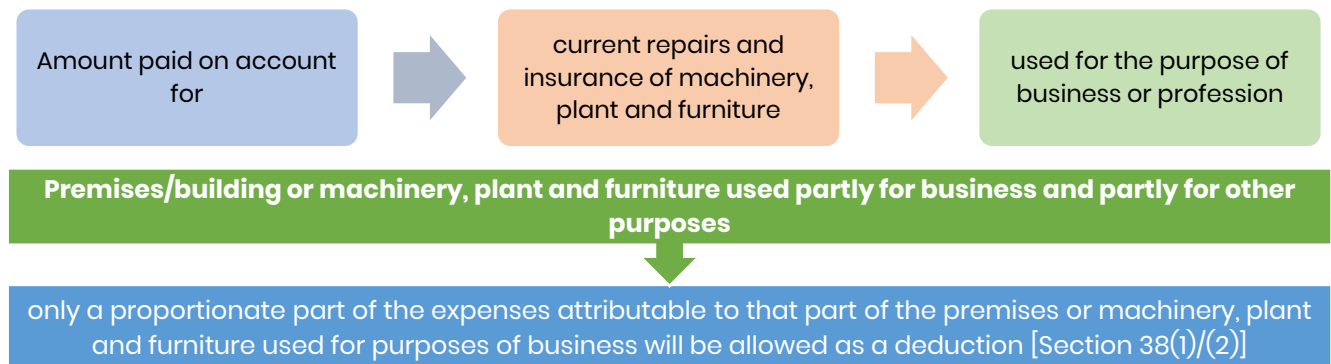 Amount paid on account
for
current repairs and
insurance of machinery,
plant and furniture
used for the purpose of
business or profession
Premises/building or machinery, plant and furniture used partly for business and partly for other
purposes
only a proportionate part of the expenses attributable to that part of the premises or machinery, plant
and furniture used for purposes of business will be allowed as a deduction [Section 38(1)/(2)]